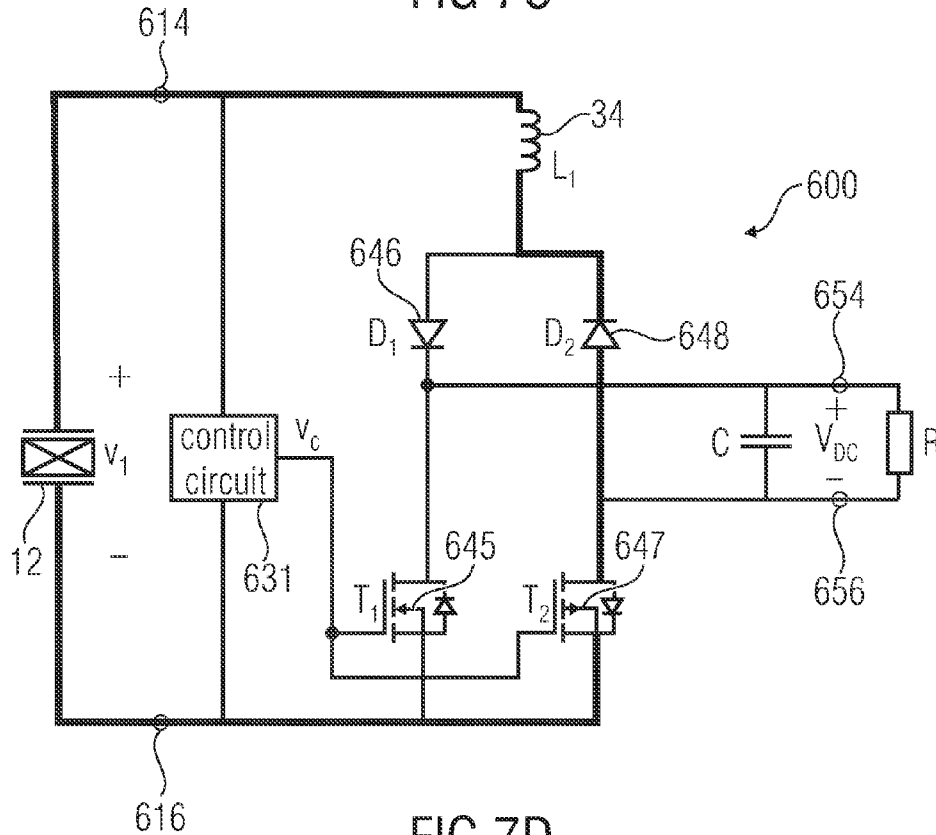 614
34
L1
600
646
654
D1
D2
648
+
+
control
circuit
vc
v1
C
VDC
R
−
12
−
631
645
647
656
T1
T2
616
FIG 7D